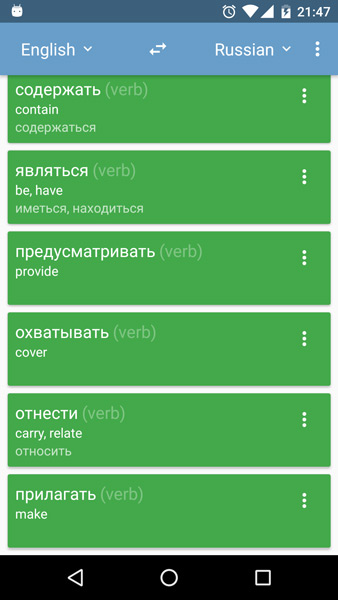 21:47
English Russian
содержать (verb)
contain
содержаться
являться (verb)
be, have
иметься, находиться
предусматривать (verb)
provide
охватывать (verb)
cover
отнести (verb)
carry, relate
относить
прилагать (verb)
make